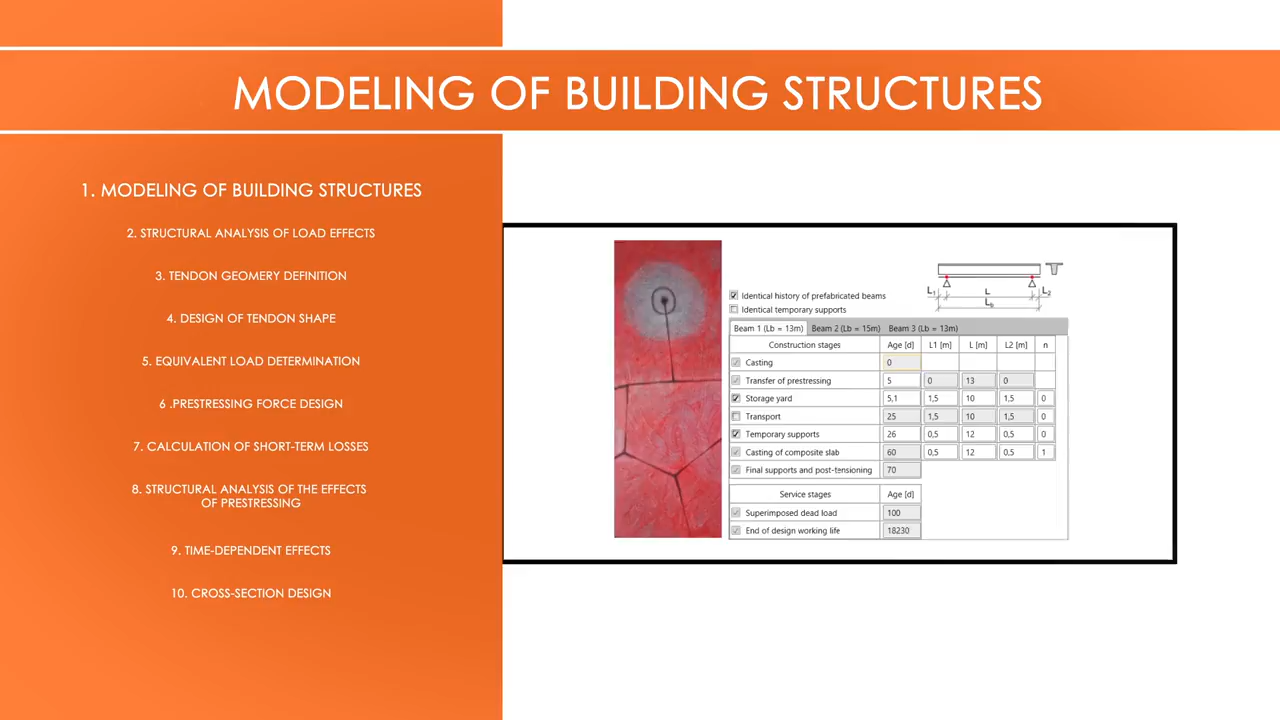 MODELING OF BUILDING STRUCTURES
1. MODELING OF BUILDING STRUCTURES
2. STRUCTURAL ANALYSIS OF LOAD EFFECTS
3. TENDON GEOMERY DEFINITION
4. DESIGN OF TENDON SHAPE
5. EQUIVALENT LOAD DETERMINATION
6 .PRESTRESSING FORCE DESIGN
7. CALCULATION OF SHORT-TERM LOSSES
8. STRUCTURAL ANALYSIS OF THE EFFECTS
OF PRESTRESSING
9. TIME-DEPENDENT EFFECTS
10. CROSS-SECTION DESIGN
L1 L L2
Lb
Identical history of prefabricated beams
Identical temporary supports
Beam 1 (Lb = 13m) Beam 2 (Lb = 15m) Beam 3 (Lb = 13m)
Construction stages Age [d] L1 [m] L [m] L2 [m] n
Casting 0
Transfer of prestressing 5 0 13 0
Storage yard 5,1 1,5 10 1,5 0
Transport 25 1,5 10 1,5 0
Temporary supports 26 0,5 12 0,5 0
Casting of composite slab 60 0,5 12 0,5 1
Final supports and post-tensioning 70
Service stages Age [d]
Superimposed dead load 100
End of design working life 18230